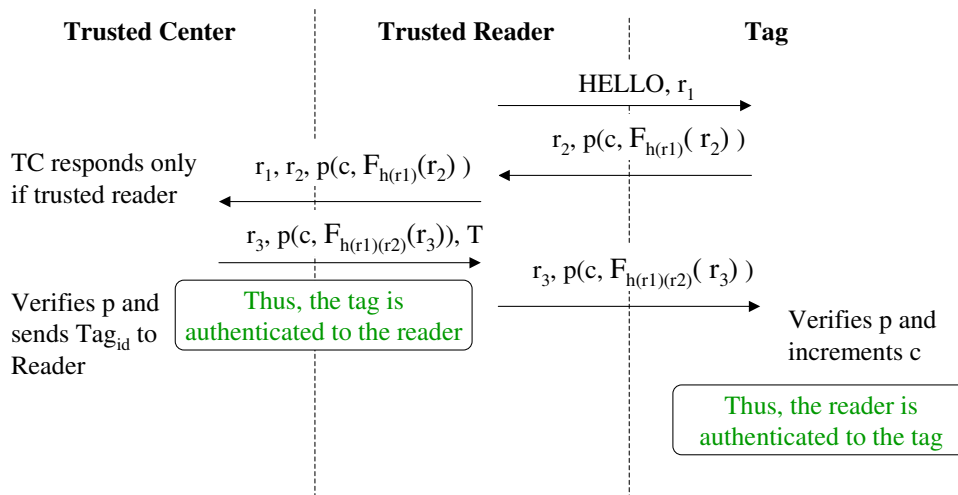 Trusted Center
Trusted Reader
Tag
HELLO, r1
r2, p(c, Fh(r1)( r2) )
TC responds only
if trusted reader
r1, r2, p(c, Fh(r1)(r2) )
r3, p(c, Fh(r1)(r2)(r3)), T
r3, p(c, Fh(r1)(r2)( r3) )
Verifies p and
sends Tagid to
Reader
Thus, the tag is
authenticated to the reader
Verifies p and
increments c
Thus, the reader is
authenticated to the tag